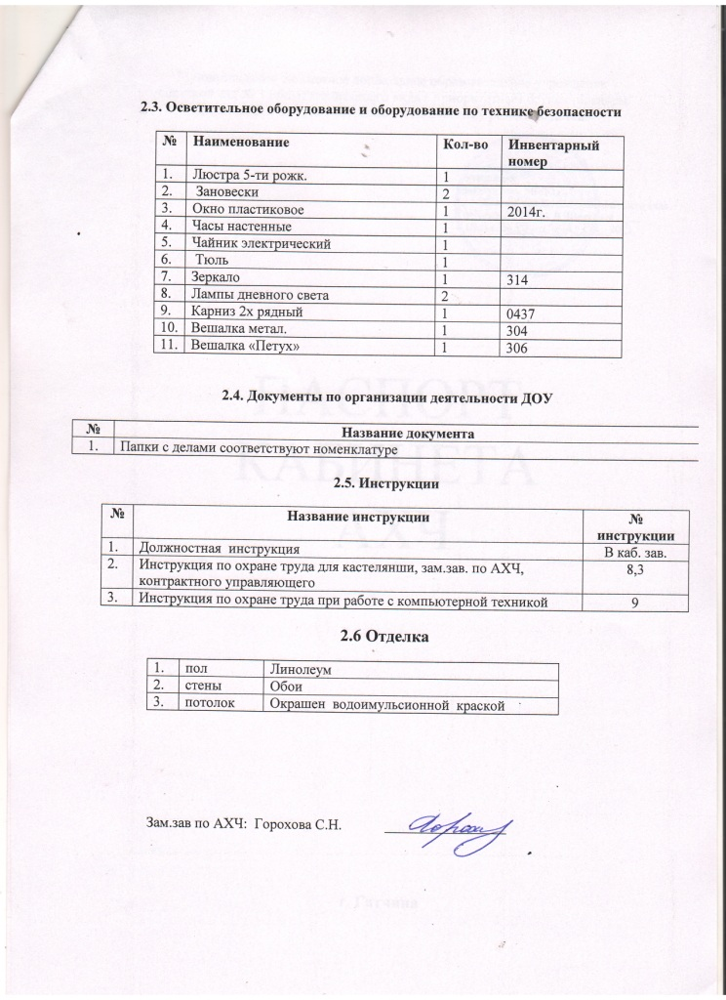 2.3. Осветительное оборудование и оборудование по технике безопасности
№ Наименование Кол-во Инвентарный номер
1. Люстра 5-ти рожк. 1
2. Зановески 2
3. Окно пластиковое 1 2014г.
4. Часы настенные 1
5. Чайник электрический 1
6. Тюль 1
7. Зеркало 1 314
8. Лампы дневного света 2
9. Карниз 2х рядный 1 0437
10. Вешалка метал. 1 304
11. Вешалка «Петух» 1 306
2.4. Документы по организации деятельности ДОУ
№ Название документа
1. Папки с делами соответствуют номенклатуре
2.5. Инструкции
№ Название инструкции № инструкции
1. Должностная инструкция В каб. зав.
2. Инструкция по охране труда для кастелянши, зам.зав. по АХЧ, 8,3
контрактного управляющего
3. Инструкция по охране труда при работе с компьютерной техникой 9
2.6 Отделка
1. пол Линолеум
2. стены Обои
3. потолок Окрашен водоимульсионной краской
Зам.зав по АХЧ: Горохова С.Н.
ПАСПОРТ
КАБИНЕТА
АХЧ
г. Гатчина